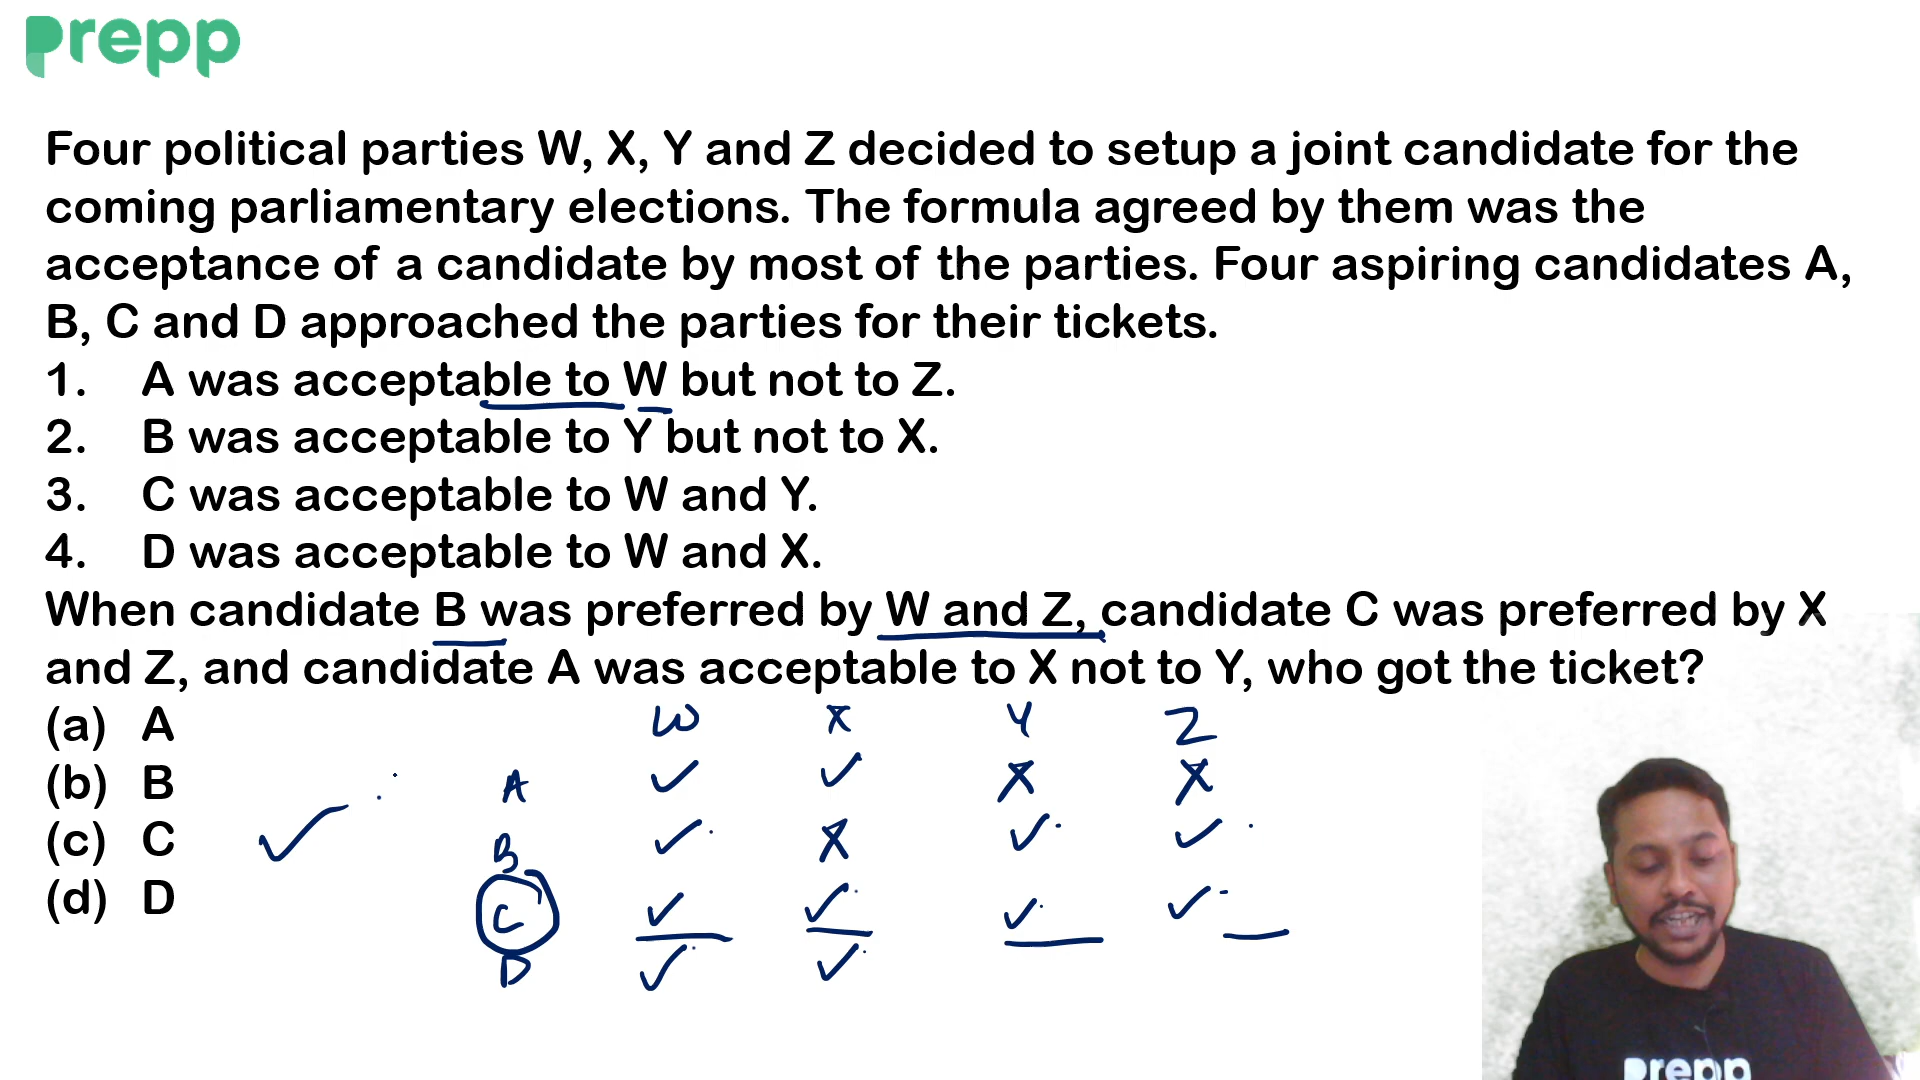 Prepp
Four political parties W, X, Y and Z decided to setup a joint candidate for the
coming parliamentary elections. The formula agreed by them was the
acceptance of a candidate by most of the parties. Four aspiring candidates A,
B, C and D approached the parties for their tickets.
1. A was acceptable to W but not to Z.
2. B was acceptable to Y but not to X.
3. C was acceptable to W and Y.
4. D was acceptable to W and X.
When candidate B was preferred by W and Z, candidate C was preferred by X
and Z, and candidate A was acceptable to X not to Y, who got the ticket?
(a) A
(b) B
(c) C ✓
(d) D
W X Y Z
A ✓ ✓ X X
B ✓ X ✓ ✓
C ✓ ✓ ✓ ✓
D ✓ ✓
Prepp